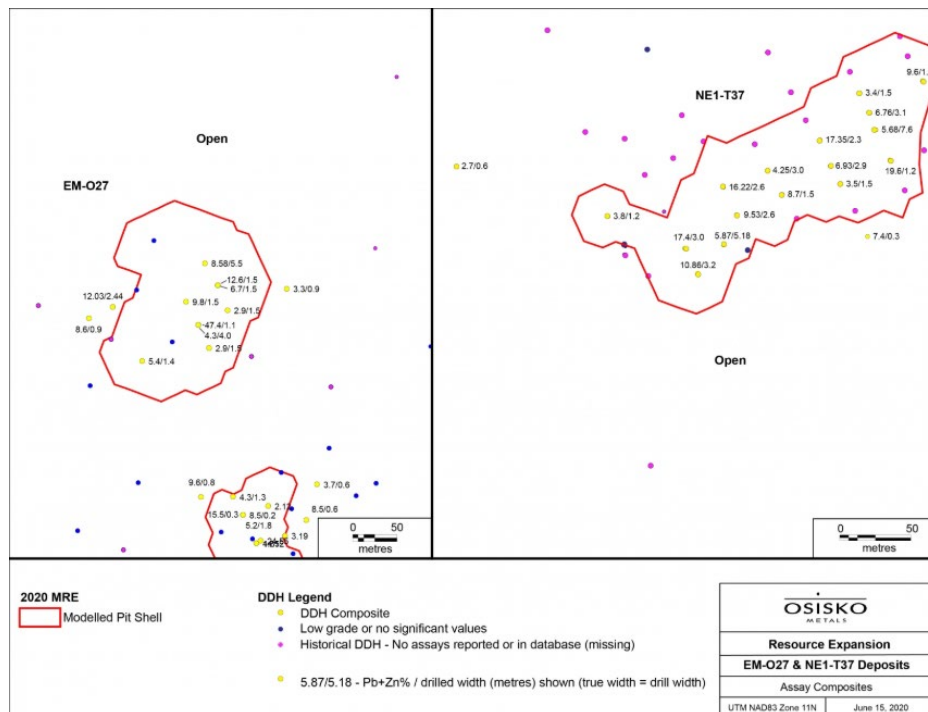 EM-O27
Open
8.58/5.5
12.6/1.5
6.7/1.5
3.3/0.9
12.03/2.44
9.8/1.5
2.9/1.5
8.6/0.9
47.4/1.1
4.3/4.0
2.9/1.5
5.4/1.4
9.6/0.8
4.3/1.3
3.7/0.6
15.5/0.3
8.5/0.2
8.5/0.6
5.2/1.8
3.19
0 50
metres
NE1-T37
9.6/1.
3.4/1.5
6.76/3.1
5.68/7.6
17.35/2.3
2.7/0.6
4.25/3.0
6.93/2.9
19.6/1.2
16.22/2.6
8.7/1.5
3.5/1.5
3.8/1.2
9.53/2.6
17.4/3.0
5.87/5.18
7.4/0.3
10.86/3.2
Open
0 50
metres
2020 MRE
Modelled Pit Shell
DDH Legend
DDH Composite
Low grade or no significant values
Historical DDH - No assays reported or in database (missing)
5.87/5.18 - Pb+Zn% / drilled width (metres) shown (true width = drill width)
OSISKO
METALS
Resource Expansion
EM-O27 & NE1-T37 Deposits
Assay Composites
UTM NAD83 Zone 11N June 15, 2020